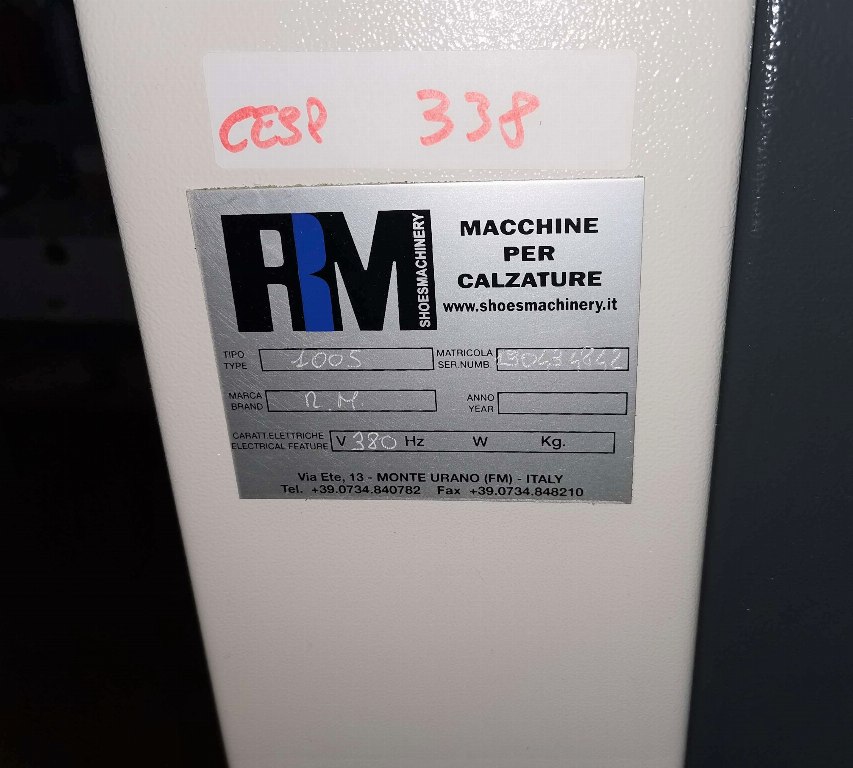 CESP 338
RM SHOESMACHINERY
MACCHINE
PER
CALZATURE
www.shoesmachinery.it
TIPO
TYPE
100S
MATRICOLA
SER.NUMB.
MARCA
BRAND
R.M.
ANNO
YEAR
CARATT.ELETTRICHE
ELECTRICAL FEATURE
V 380 Hz W Kg.
Via Ete, 13 - MONTE URANO (FM) - ITALY
Tel. +39.0734.840782 Fax +39.0734.848210